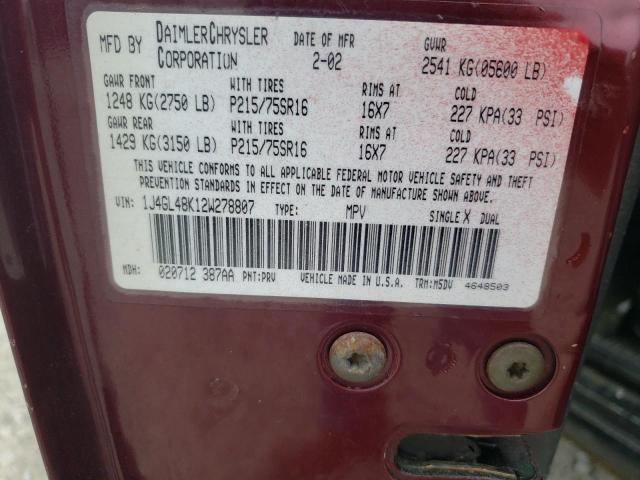 MFD BY DAIMLERCHRYSLER CORPORATION DATE OF MFR 2-02 GVWR 2541 KG(05600 LB)
GAWR FRONT WITH TIRES RIMS AT COLD
1248 KG(2750 LB) P215/75SR16 16X7 227 KPA(33 PSI)
GAWR REAR WITH TIRES RIMS AT COLD
1429 KG(3150 LB) P215/75SR16 16X7 227 KPA(33 PSI)
THIS VEHICLE CONFORMS TO ALL APPLICABLE FEDERAL MOTOR VEHICLE SAFETY AND THEFT
PREVENTION STANDARDS IN EFFECT ON THE DATE OF MANUFACTURE SHOWN ABOVE.
VIN: 1J4GL48K12W278807 TYPE: MPV SINGLE X DUAL
MDH: 020712 387AA PNT:PRV VEHICLE MADE IN U.S.A. TRM:M5DV 4648503